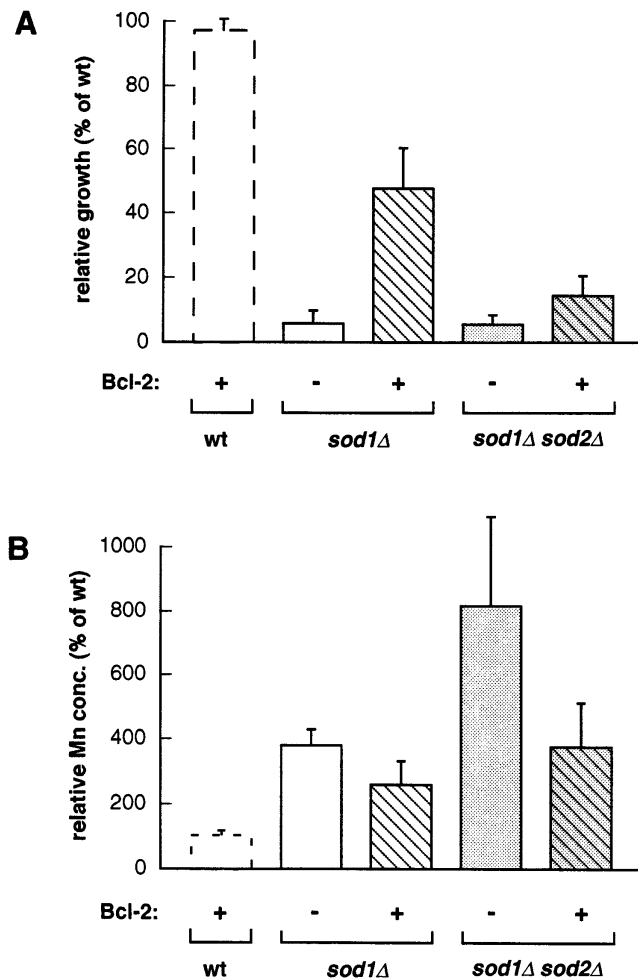 A
relative growth (% of wt)
100
80
60
40
20
0
Bcl-2: + - + - +
wt sod1Δ sod1Δ sod2Δ
B
relative Mn conc. (% of wt)
1000
800
600
400
200
0
Bcl-2: + - + - +
wt sod1Δ sod1Δ sod2Δ